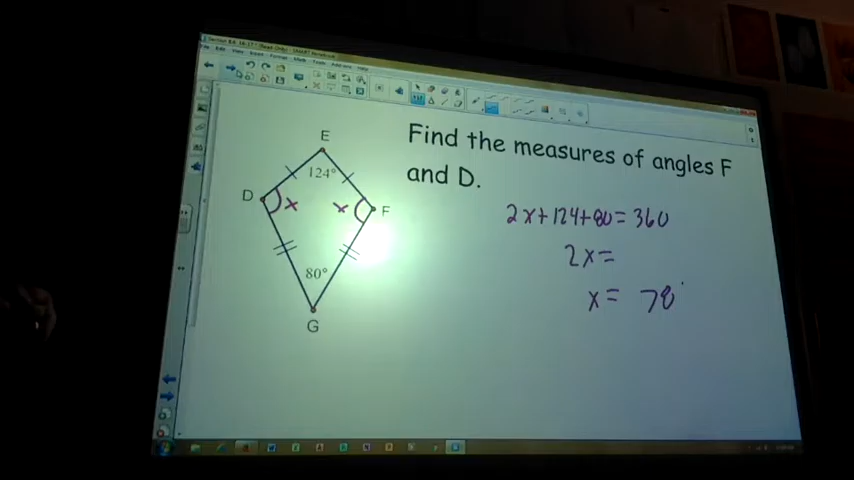 Find the measures of angles F
and D.
E
124°
D
x
x
F
80°
G
2x+124+80=360
2x=
x= 78